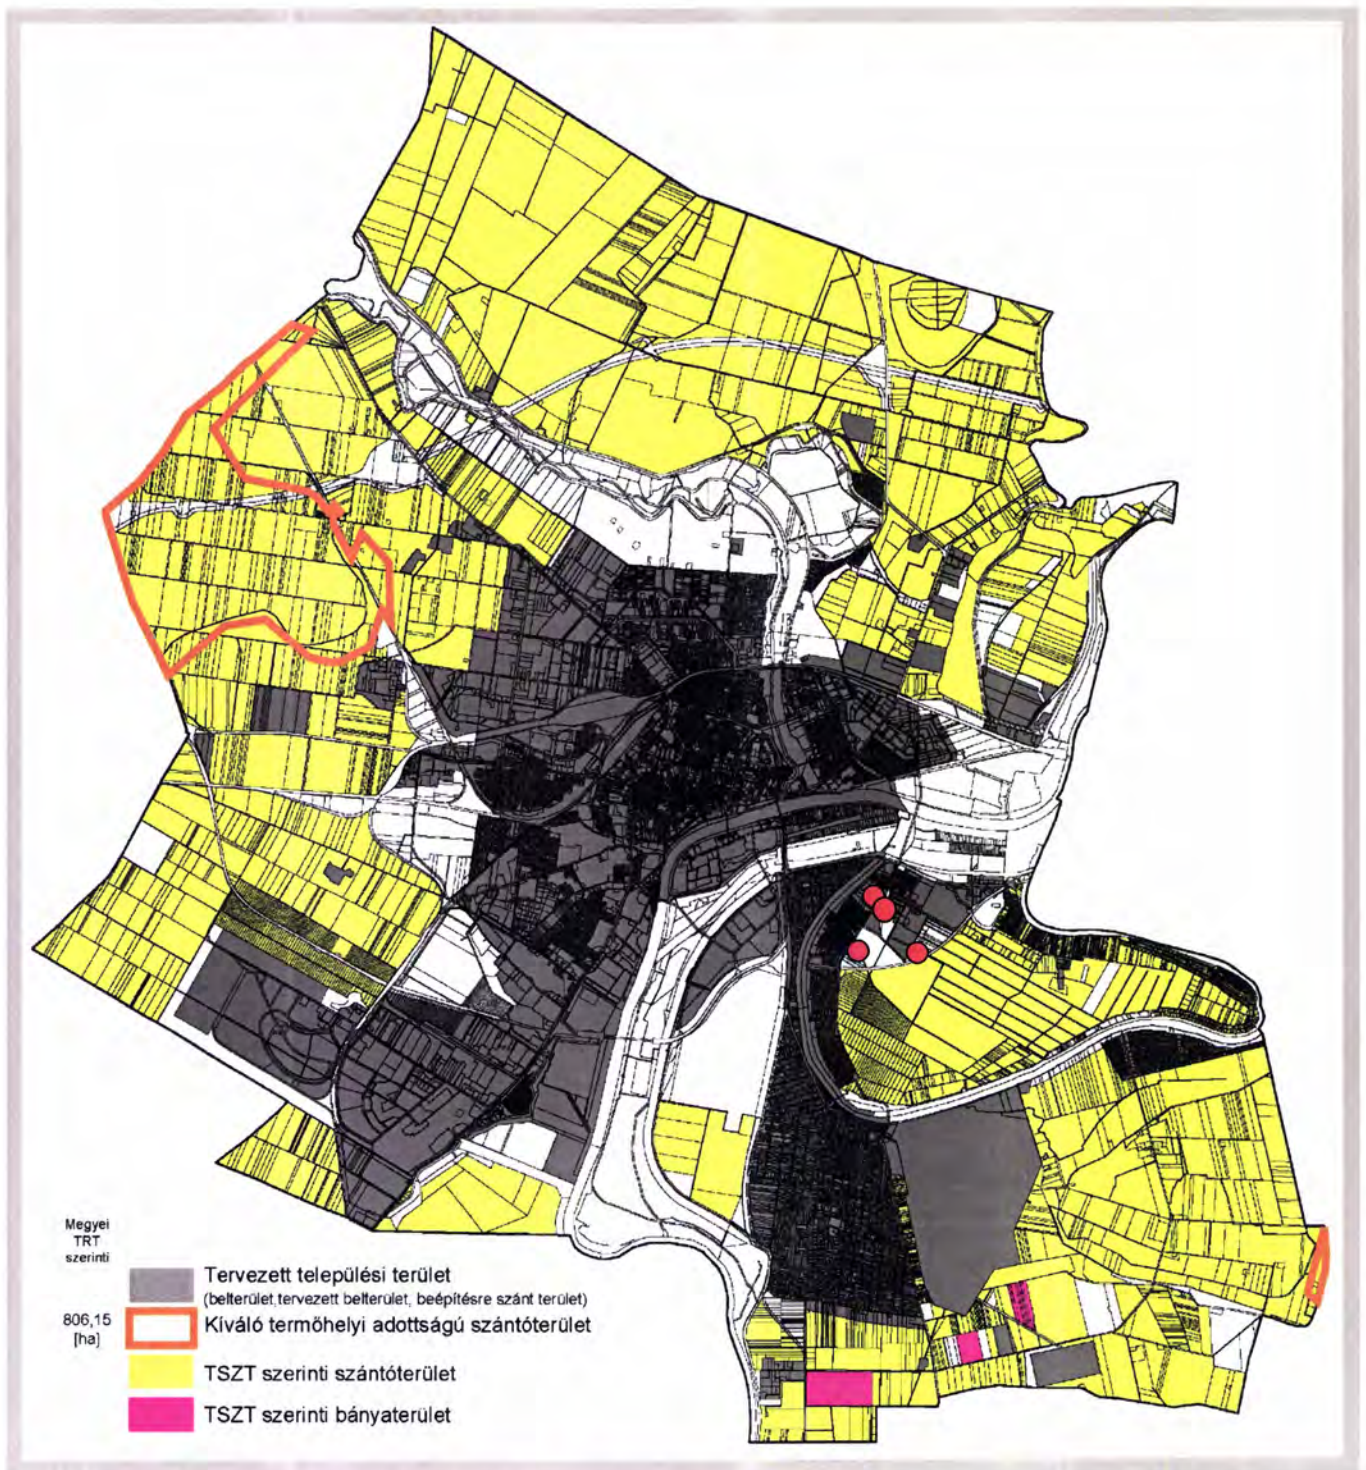 Megyei
TRT
szerinti
Tervezett települési terület
(belterület,tervezett belterület, beépítésre szánt terület)
806,15
[ha]
Kíváló termőhelyi adottságú szántóterület
TSZT szerinti szántóterület
TSZT szerinti bányaterület